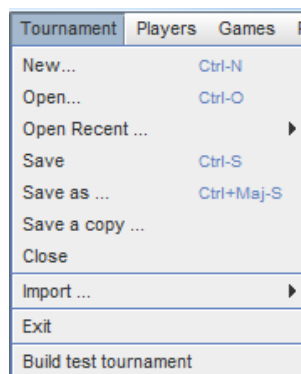 Tournament Players Games
New... Ctrl-N
Open... Ctrl-O
Open Recent ...
Save Ctrl-S
Save as ... Ctrl+Maj-S
Save a copy ...
Close
Import ...
Exit
Build test tournament